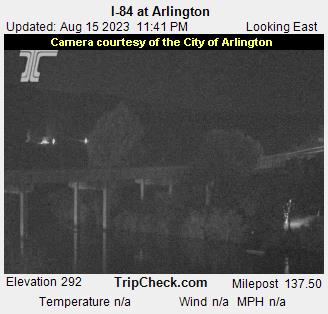 I-84 at Arlington
Updated: Aug 15 2023 11:41 PM Looking East
Camera courtesy of the City of Arlington
Elevation 292 TripCheck.com Milepost 137.50
Temperature n/a Wind n/a MPH n/a